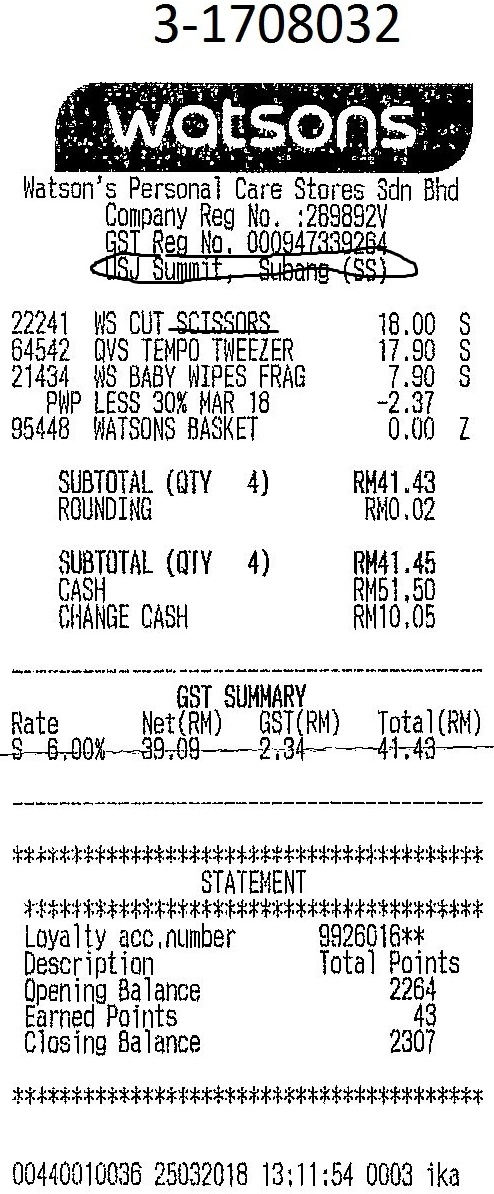 3-1708032
watsons
Watson's Personal Care Stores Sdn Bhd
Company Reg No. :289892V
GST Reg No. 000947339264
USJ Summit, Subang (SS)
22241 WS CUT SCISSORS 18.00 S
64542 QVS TEMPO TWEEZER 17.90 S
21434 WS BABY WIPES FRAG 7.90 S
PWP LESS 30% MAR 18 -2.37
95448 WATSONS BASKET 0.00 Z
SUBTOTAL (QTY 4) RM41.43
ROUNDING RM0.02
SUBTOTAL (QTY 4) RM41.45
CASH RM51.50
CHANGE CASH RM10.05
GST SUMMARY
Rate Net(RM) GST(RM) Total(RM)
S 6.00% 39.09 2.34 41.43
********************************************
STATEMENT
*******************************************
Loyalty acc.number 9926016**
Description Total Points
Opening Balance 2264
Earned Points 43
Closing Balance 2307
********************************************
00440010036 25032018 13:11:54 0003 ika